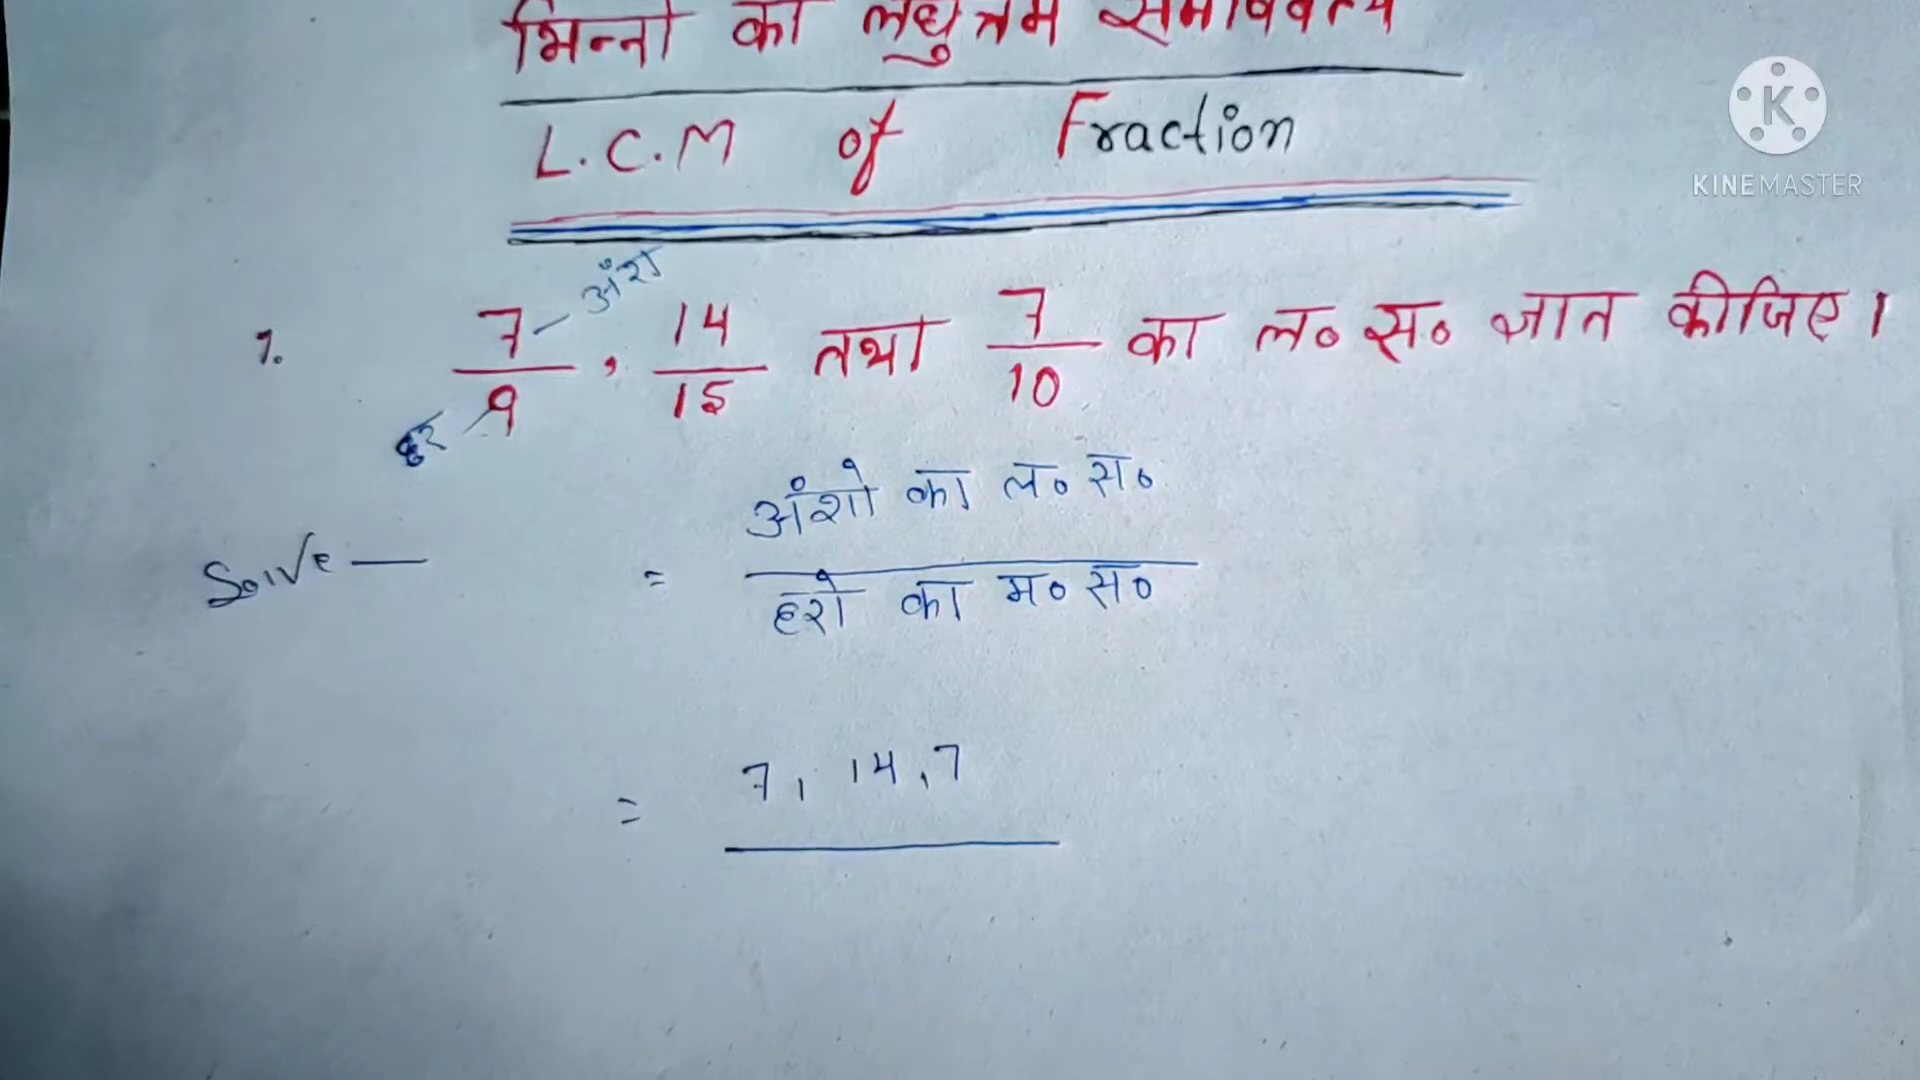 भिन्नों का लघुत्तम समापवर्त्य
L.C.M of Fraction
K
KINEMASTER
7 - अंश
1. 7/9, 14/15 तथा 7/10 का ल० स० ज्ञात कीजिए।
हर
Solve — = अंशो का ल० स० / हरो का म० स०
= 7, 14, 7